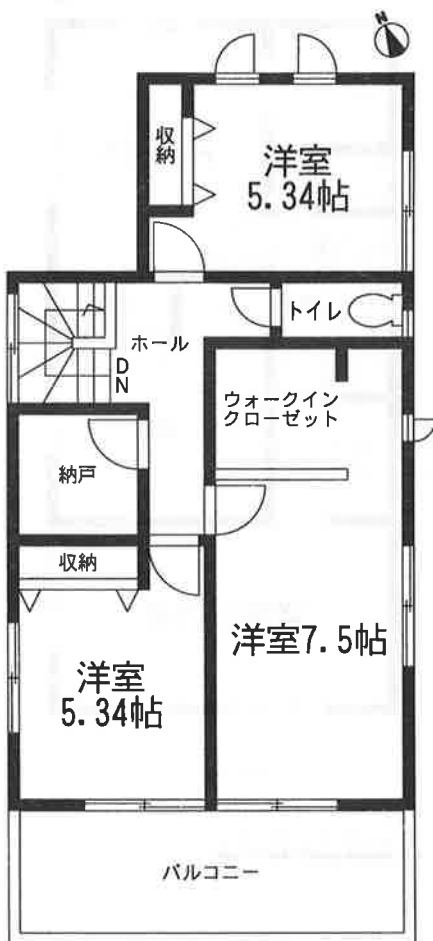 N
収納
洋室
5.34帖
トイレ
ホール
DN
ウォークイン
クローゼット
納戸
収納
洋室7.5帖
洋室
5.34帖
バルコニー